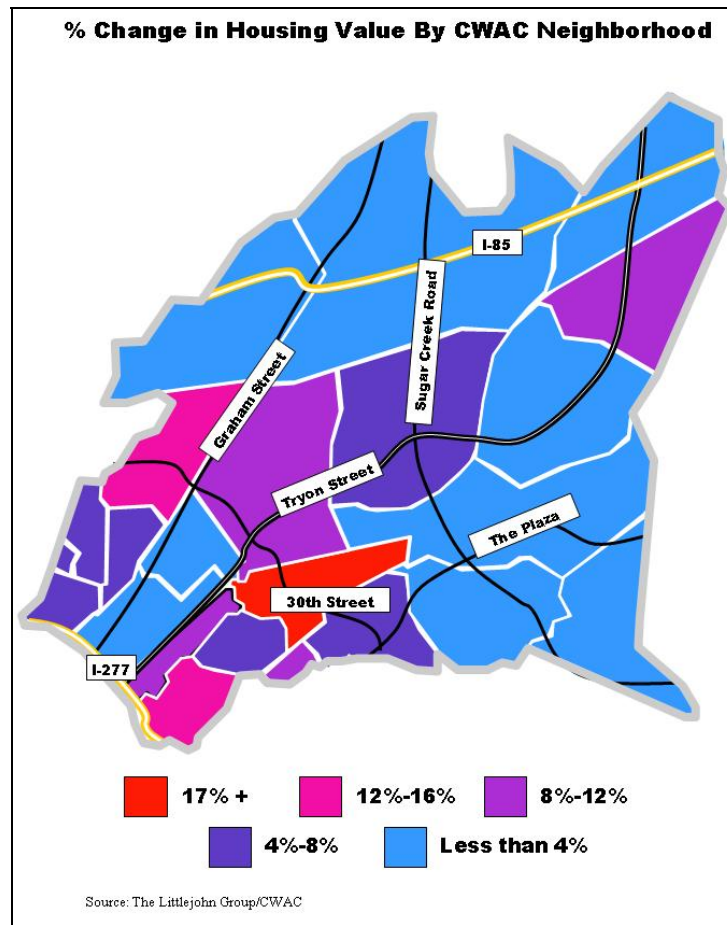 % Change in Housing Value By CWAC Neighborhood
I-85
Sugar Creek Road
Graham Street
Tryon Street
The Plaza
30th Street
I-277
17% +
12%-16%
8%-12%
4%-8%
Less than 4%
Source: The Littlejohn Group/CWAC